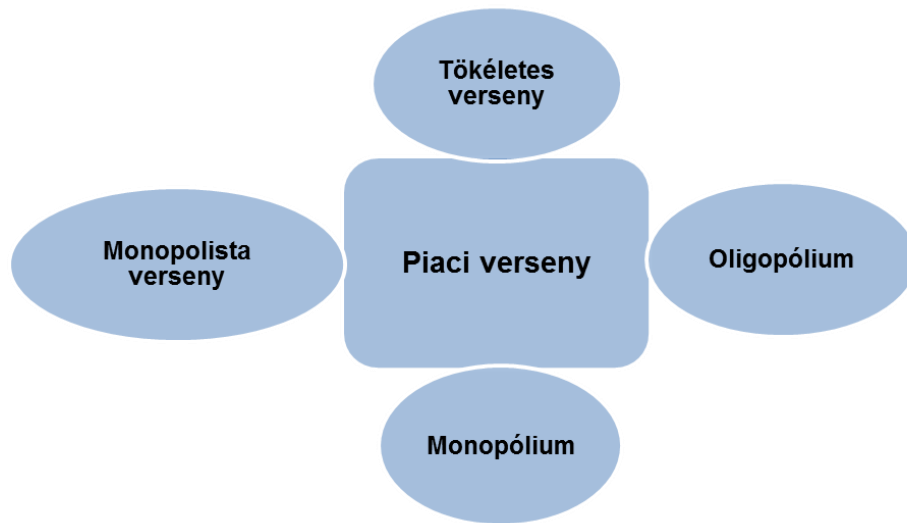 Tökéletes
verseny
Monopolista
verseny
Piaci verseny
Oligopólium
Monopólium